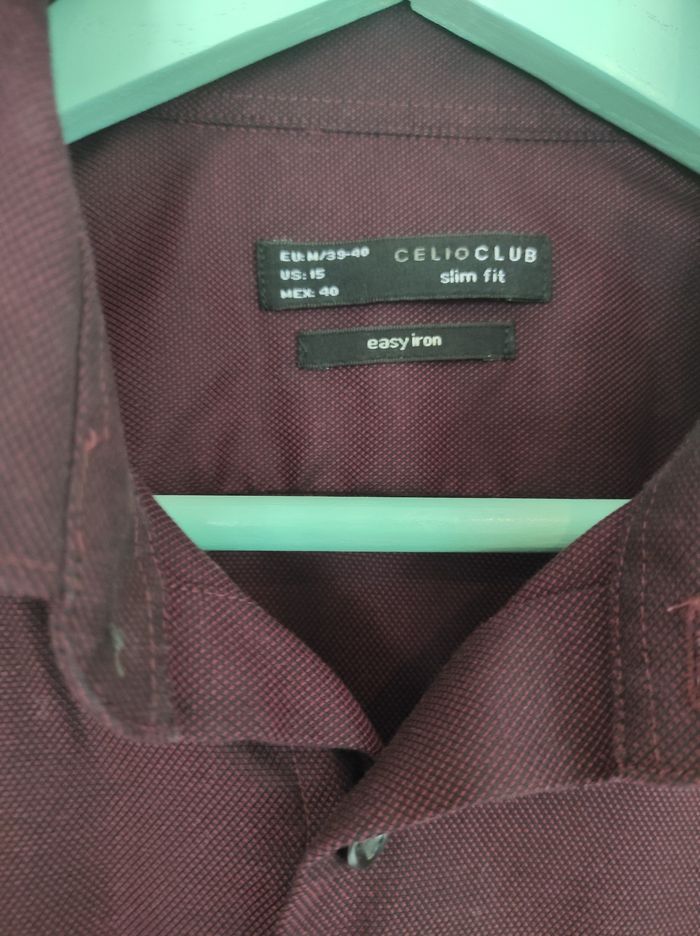 EU: M/39-40
US: 15
MEX: 40
CELIOCLUB
slim fit
easy iron